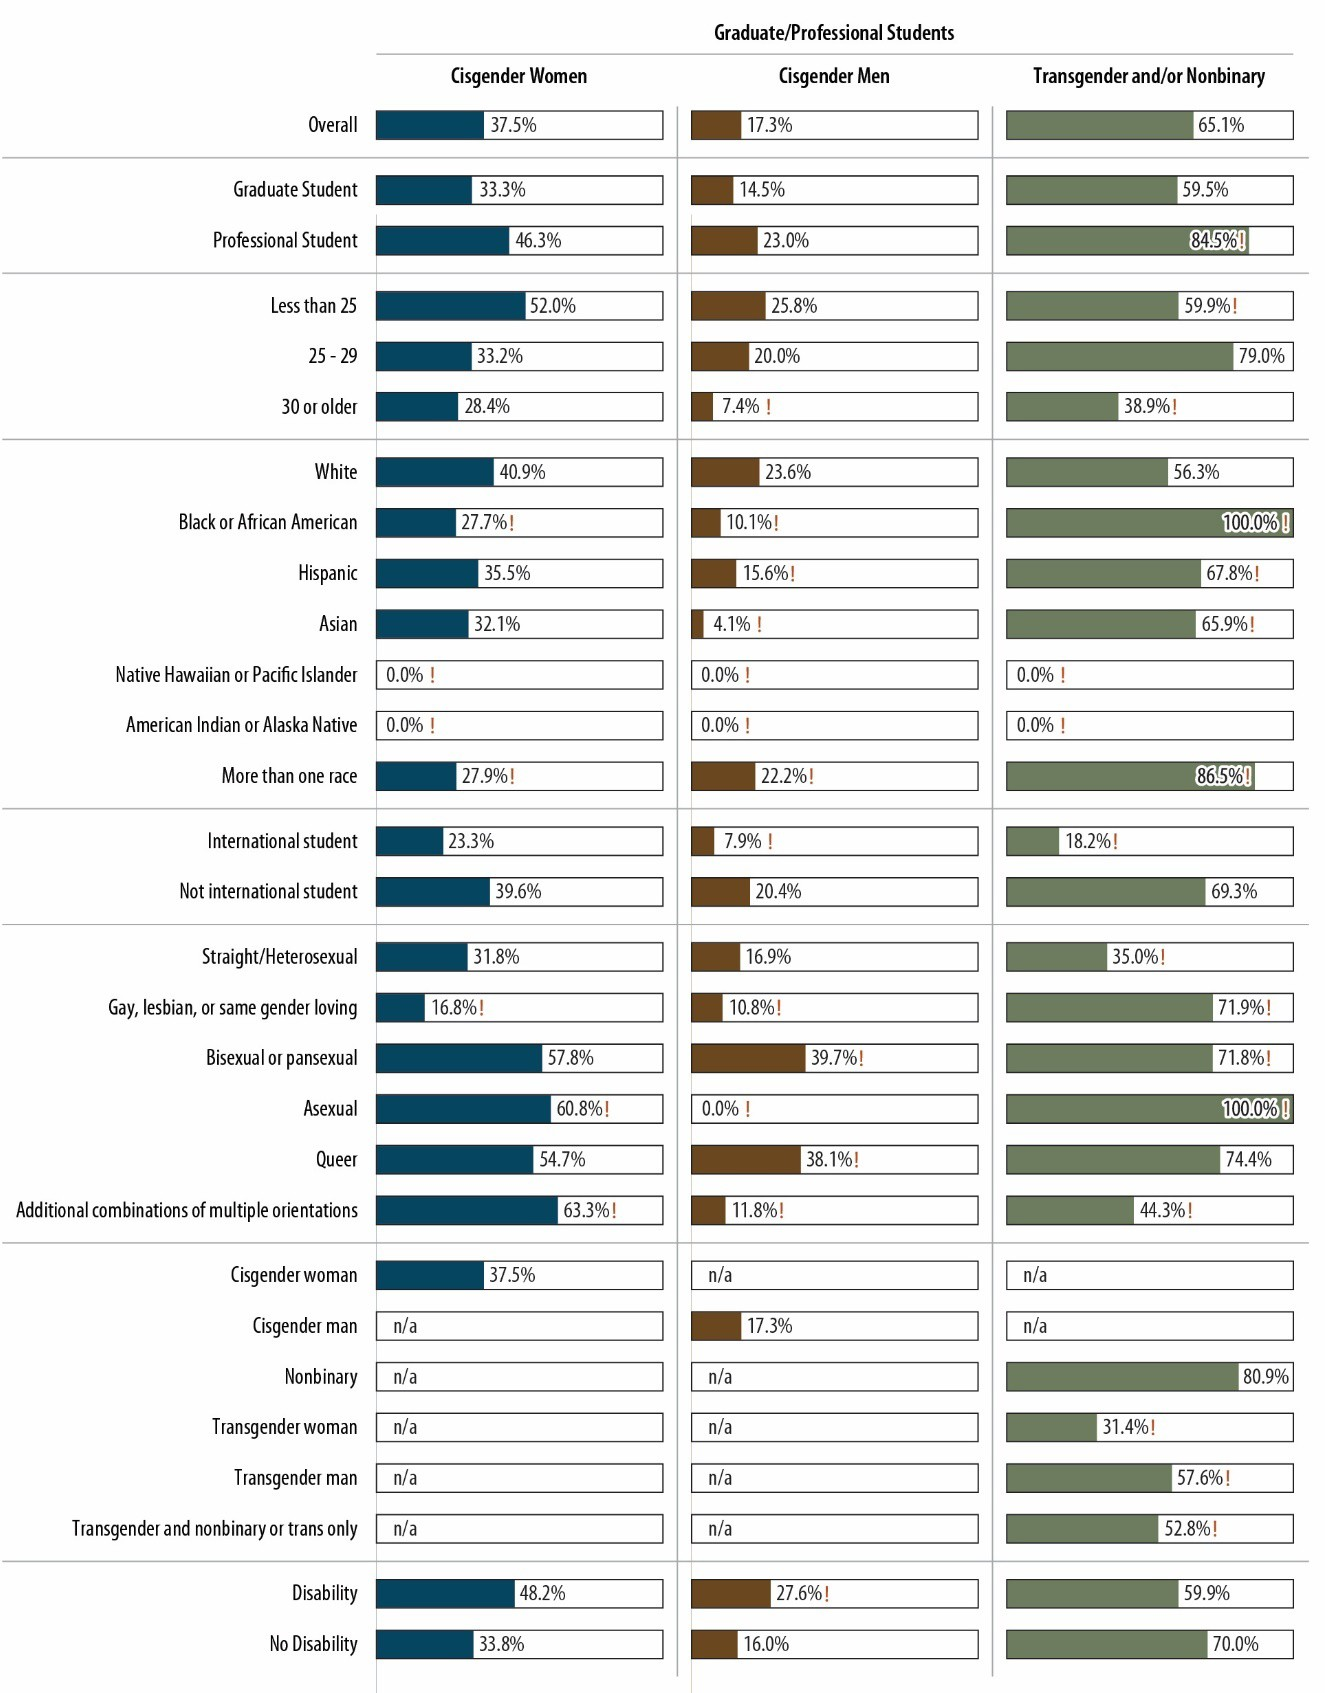 Graduate/Professional Students
Cisgender Women Cisgender Men Transgender and/or Nonbinary
Overall 37.5% 17.3% 65.1%
Graduate Student 33.3% 14.5% 59.5%
Professional Student 46.3% 23.0% 84.5%!
Less than 25 52.0% 25.8% 59.9%!
25 - 29 33.2% 20.0% 79.0%
30 or older 28.4% 7.4% ! 38.9%!
White 40.9% 23.6% 56.3%
Black or African American 27.7%! 10.1%! 100.0% !
Hispanic 35.5% 15.6%! 67.8%!
Asian 32.1% 4.1% ! 65.9%!
Native Hawaiian or Pacific Islander 0.0% ! 0.0% ! 0.0% !
American Indian or Alaska Native 0.0% ! 0.0% ! 0.0% !
More than one race 27.9%! 22.2%! 86.5%!
International student 23.3% 7.9% ! 18.2%!
Not international student 39.6% 20.4% 69.3%
Straight/Heterosexual 31.8% 16.9% 35.0%!
Gay, lesbian, or same gender loving 16.8%! 10.8%! 71.9%!
Bisexual or pansexual 57.8% 39.7%! 71.8%!
Asexual 60.8%! 0.0% ! 100.0% !
Queer 54.7% 38.1%! 74.4%
Additional combinations of multiple orientations 63.3%! 11.8%! 44.3%!
Cisgender woman 37.5% n/a n/a
Cisgender man n/a 17.3% n/a
Nonbinary n/a n/a 80.9%
Transgender woman n/a n/a 31.4%!
Transgender man n/a n/a 57.6%!
Transgender and nonbinary or trans only n/a n/a 52.8%!
Disability 48.2% 27.6%! 59.9%
No Disability 33.8% 16.0% 70.0%